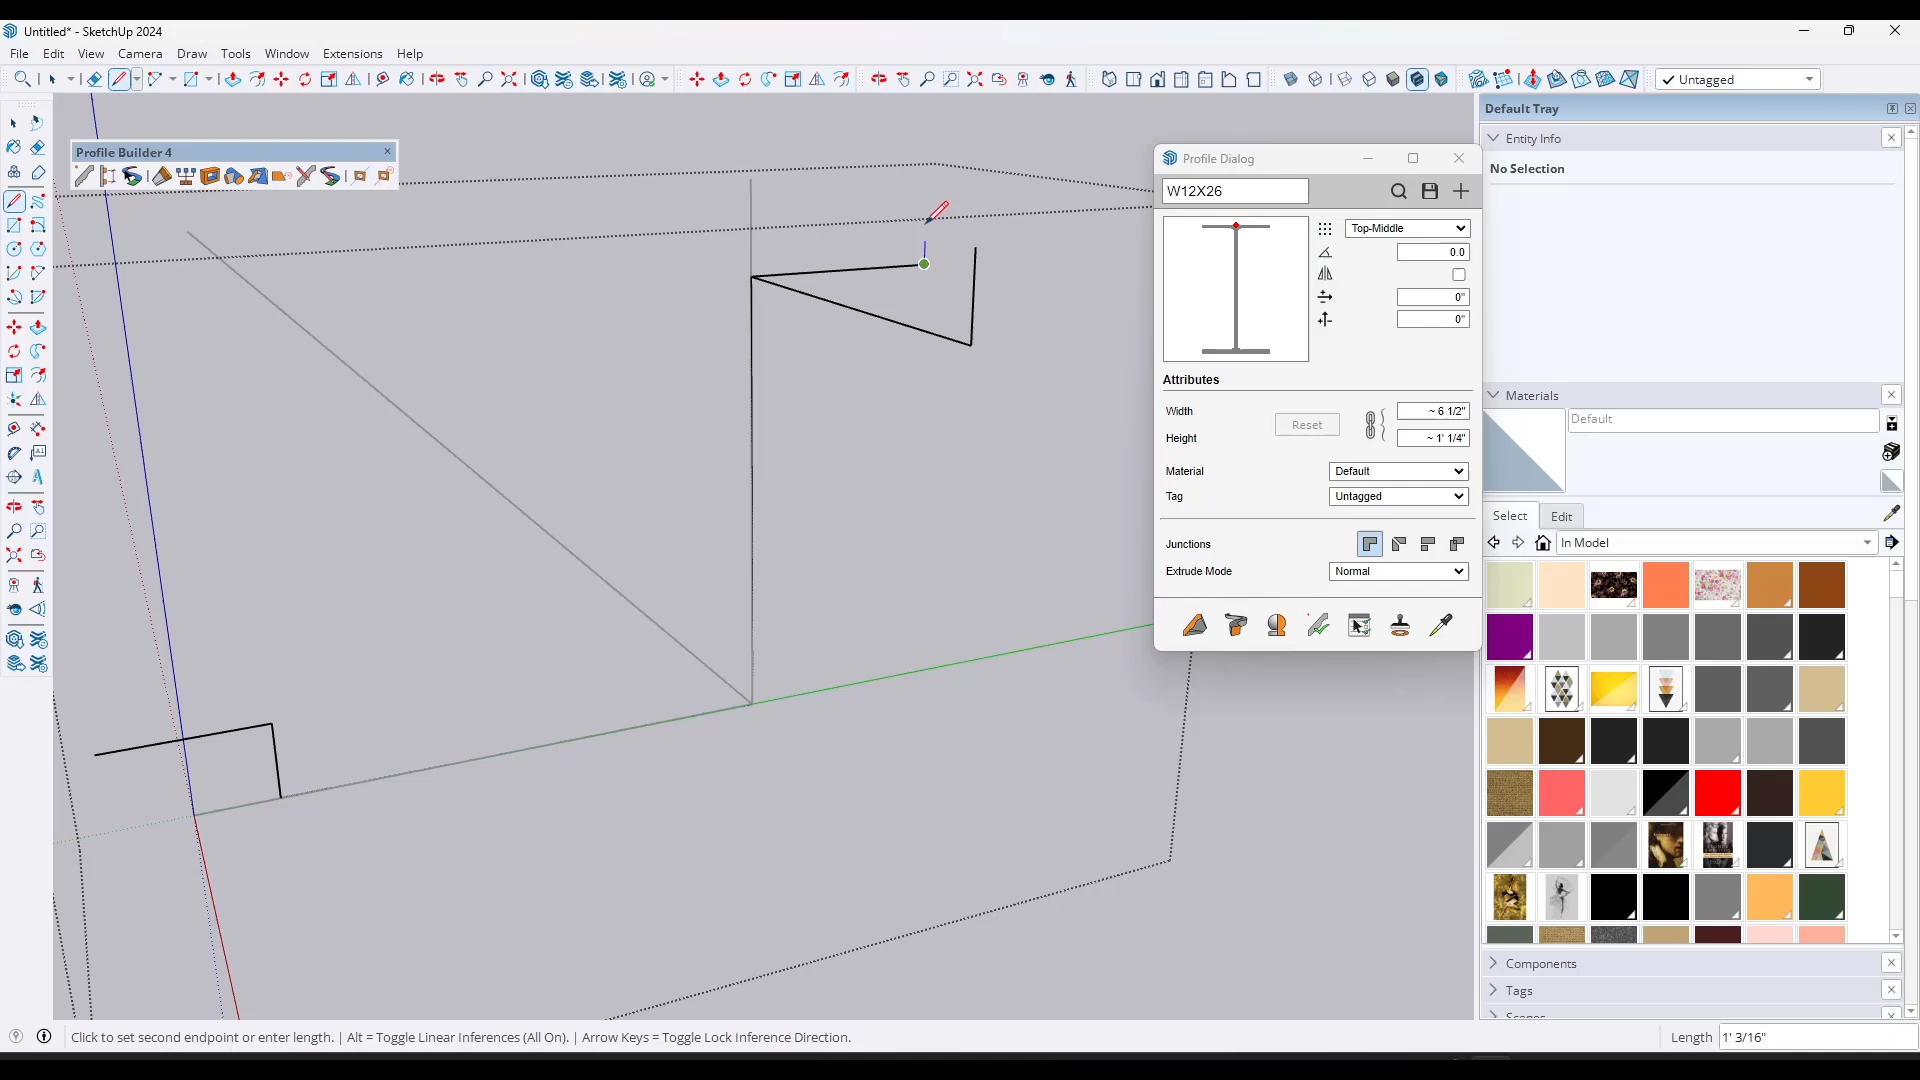 Untitled* - SketchUp 2024
File Edit View Camera Draw Tools Window Extensions Help
Untagged
Profile Builder 4
Profile Dialog
W12X26
Top-Middle
0.0
0"
0"
Attributes
Width
~ 6 1/2"
Reset
Height
~ 1' 1/4"
Material
Default
Tag
Untagged
Junctions
Extrude Mode
Normal
Default Tray
Entity Info
No Selection
Materials
Default
Select
Edit
In Model
Components
Tags
Scenes
Click to set second endpoint or enter length. | Alt = Toggle Linear Inferences (All On). | Arrow Keys = Toggle Lock Inference Direction.
Length
1' 3/16"